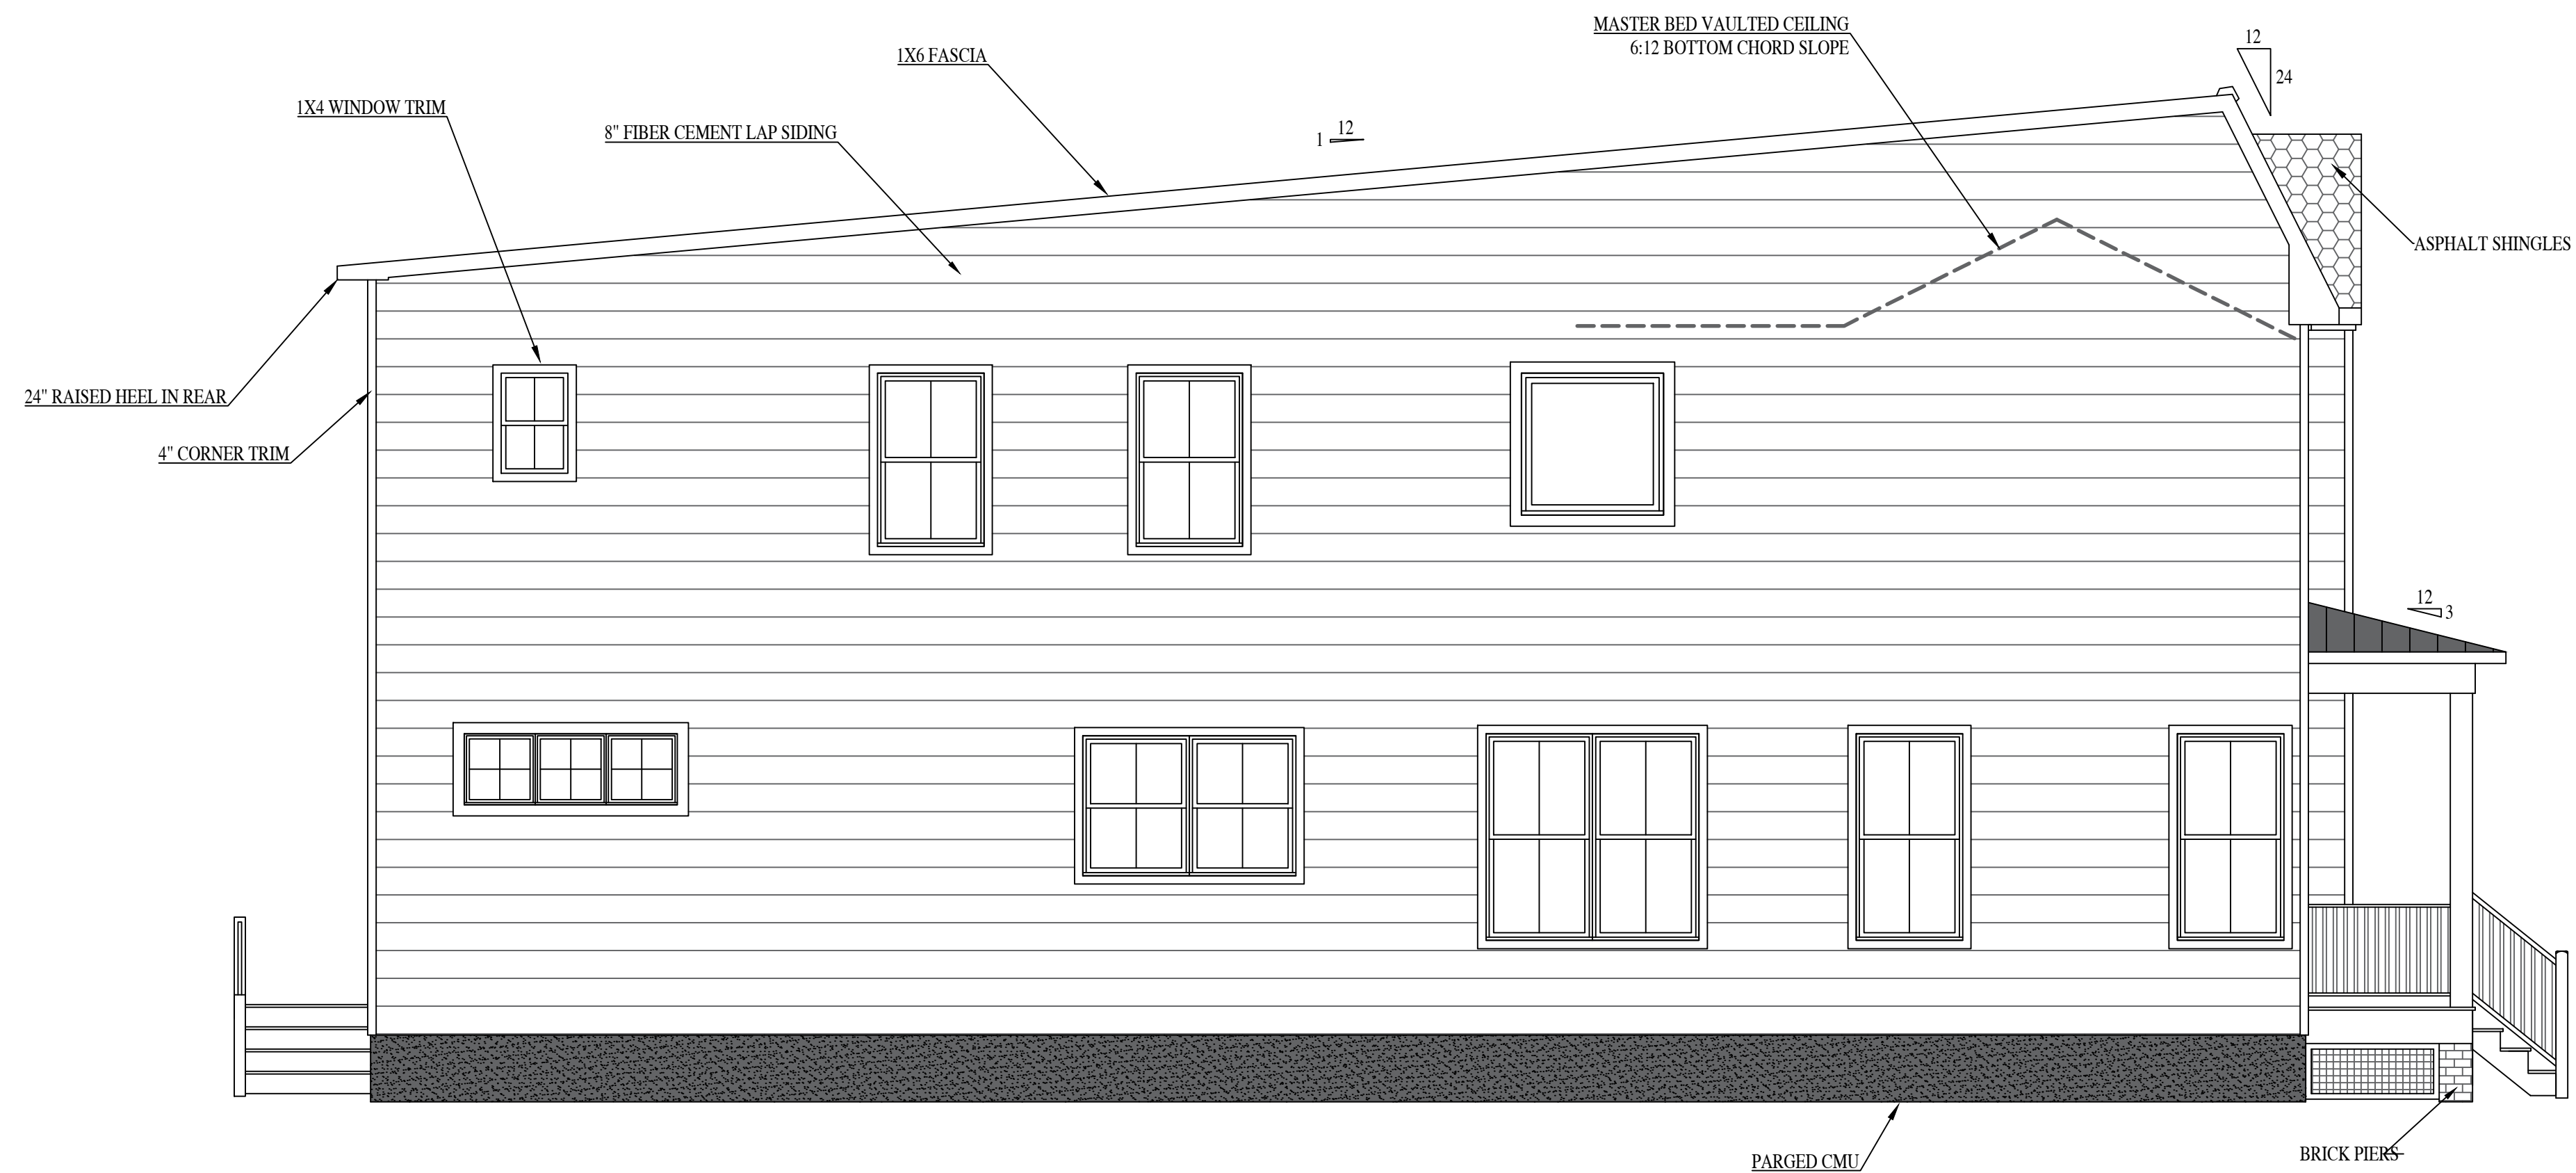 MASTER BED VAULTED CEILING
6:12 BOTTOM CHORD SLOPE
12
24
1X6 FASCIA
1X4 WINDOW TRIM
8" FIBER CEMENT LAP SIDING
1 12
ASPHALT SHINGLES
24" RAISED HEEL IN REAR
4" CORNER TRIM
12
3
BRICK PIERS
PARGED CMU